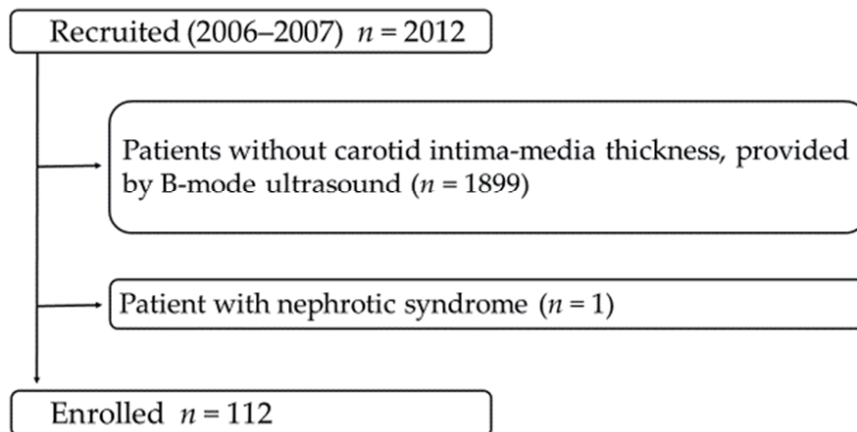 Recruited (2006–2007) n = 2012
Patients without carotid intima-media thickness, provided
by B-mode ultrasound (n = 1899)
Patient with nephrotic syndrome (n = 1)
Enrolled n = 112